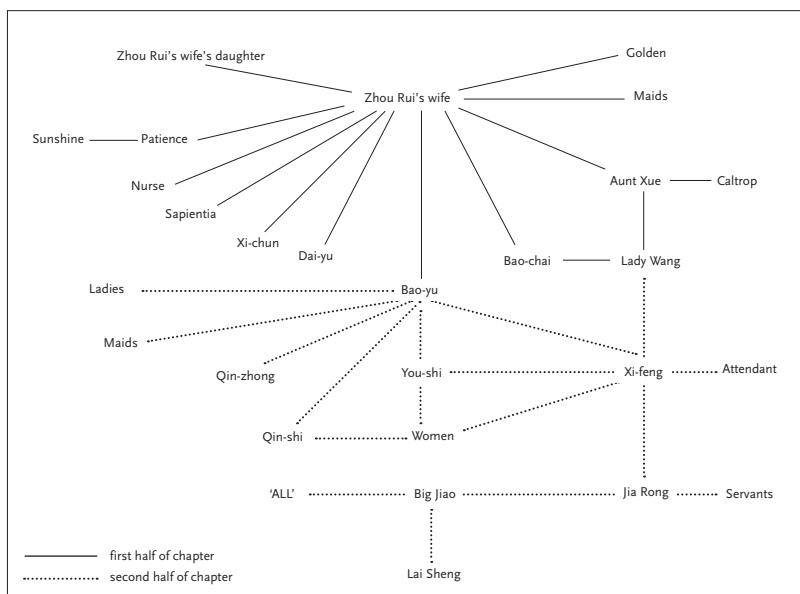 Zhou Rui's wife's daughter
Golden
Zhou Rui's wife
Maids
Sunshine
Patience
Nurse
Aunt Xue
Caltrop
Sapientia
Xi-chun
Dai-yu
Bao-chai
Lady Wang
Ladies
Bao-yu
Maids
Qin-zhong
You-shi
Xi-feng
Attendant
Qin-shi
Women
'ALL'
Big Jiao
Jia Rong
Servants
first half of chapter
second half of chapter
Lai Sheng